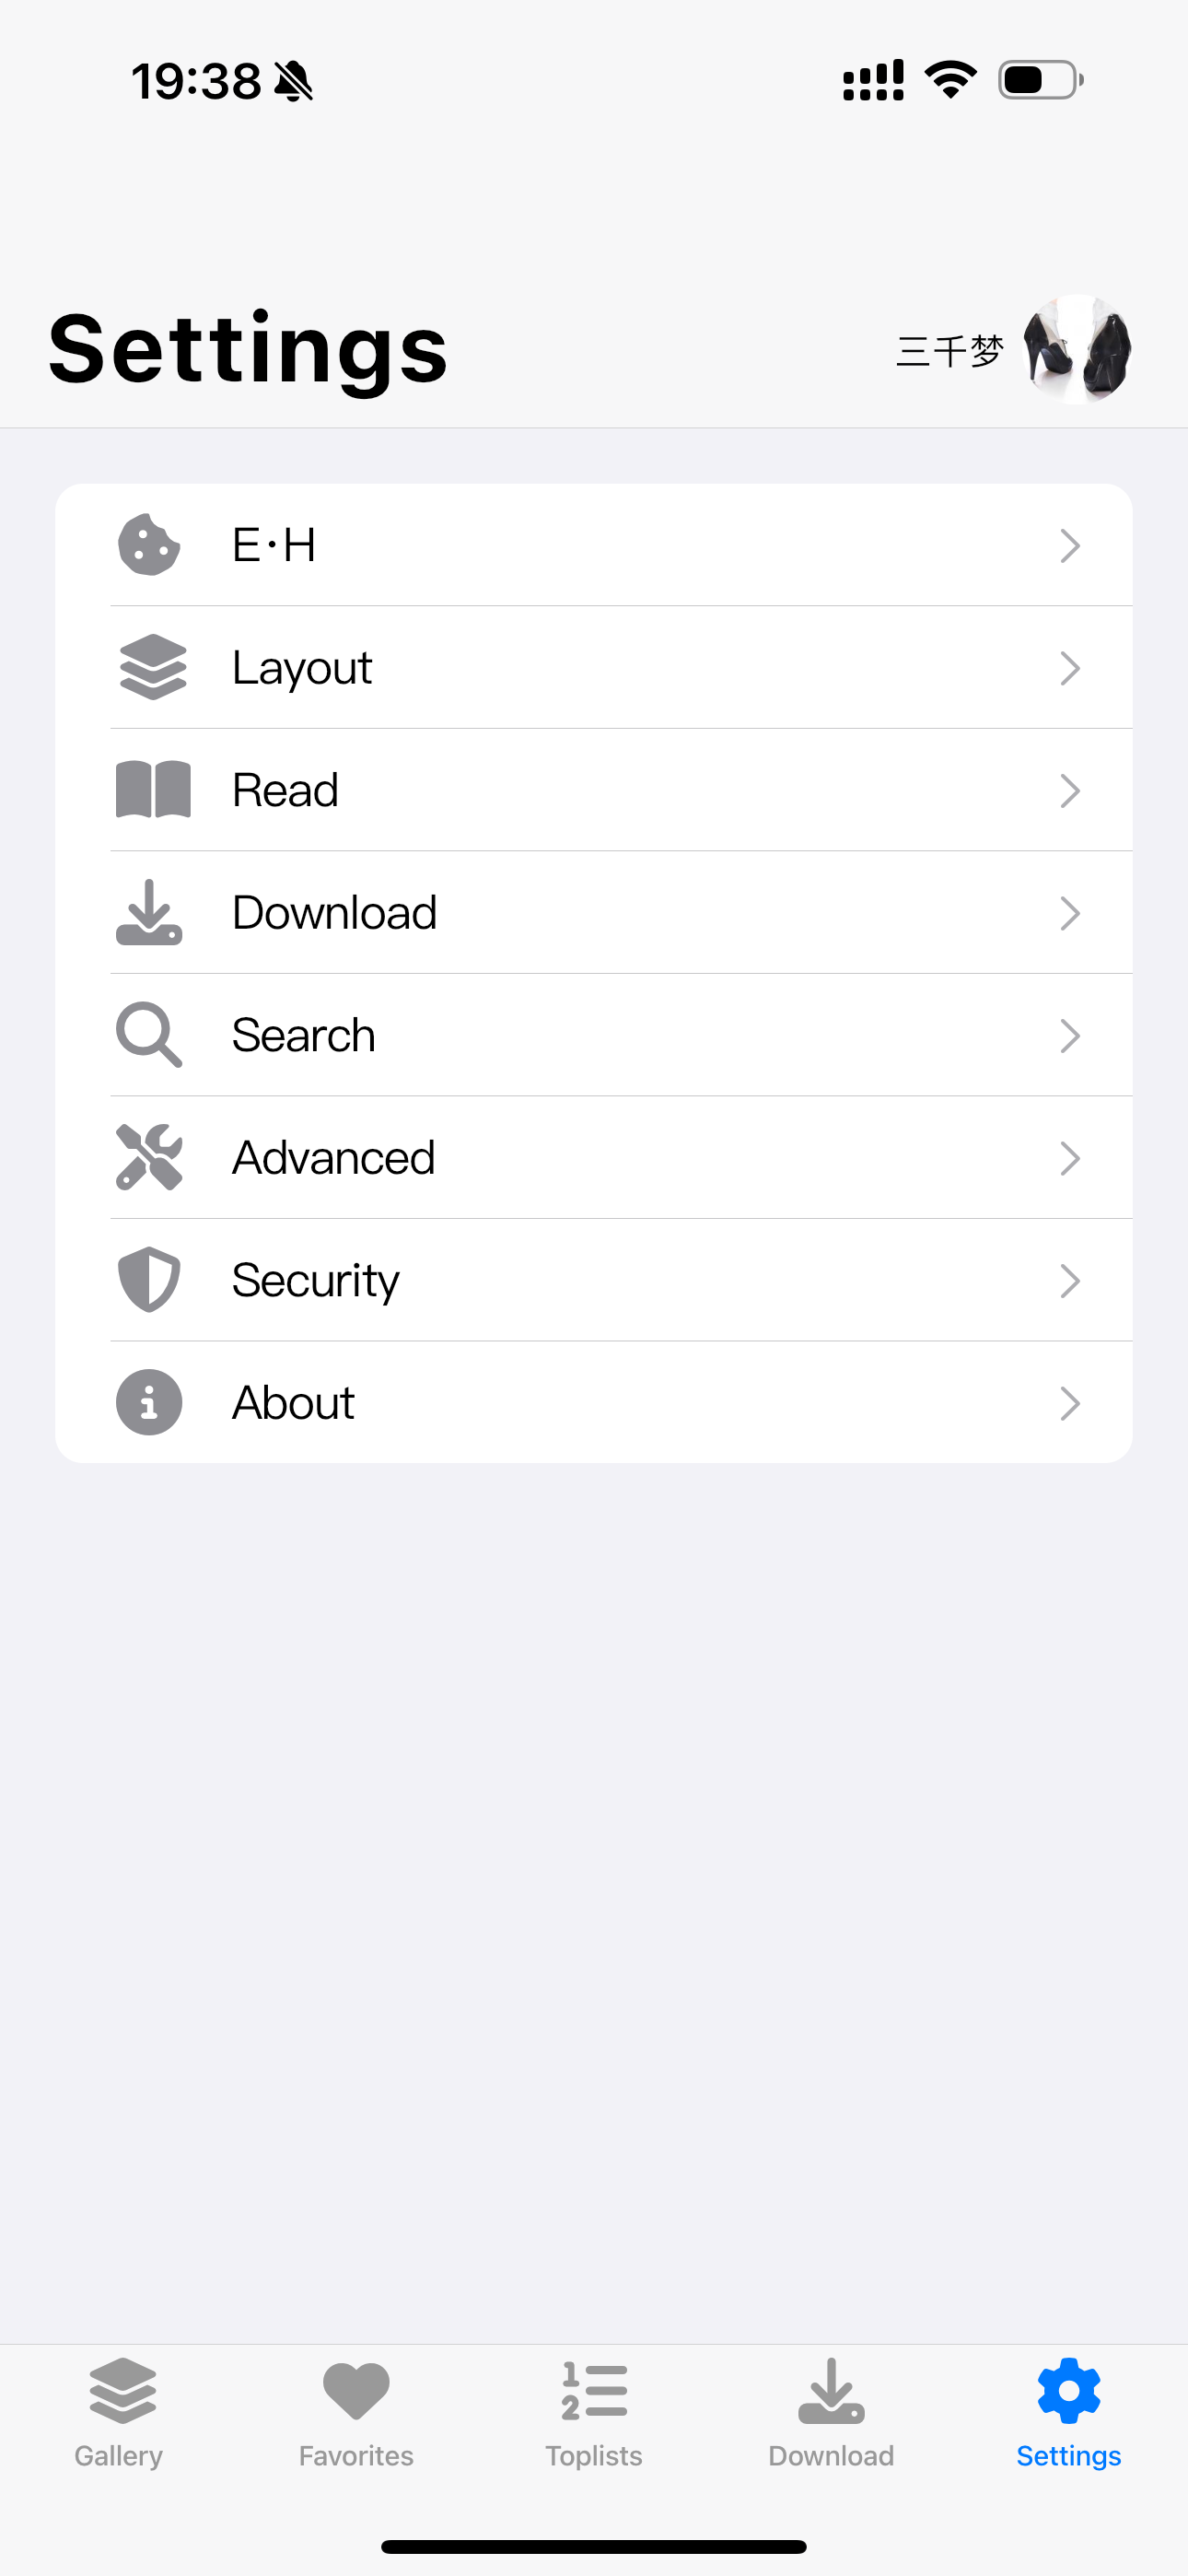 19:38
Settings
三千梦
E·H
Layout
Read
Download
Search
Advanced
Security
About
Gallery
Favorites
Toplists
Download
Settings